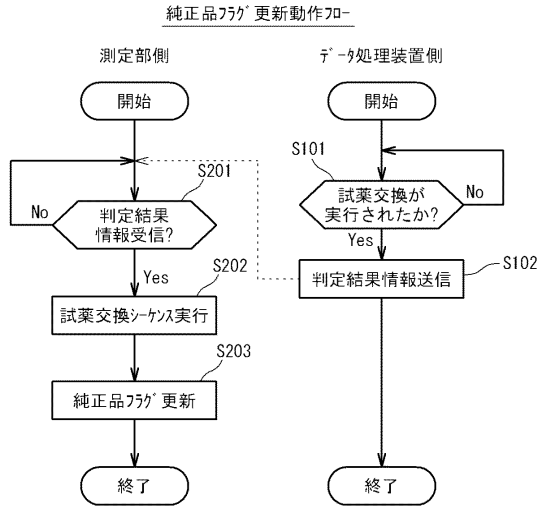 純正品ﾌﾗｸﾞ更新動作ﾌﾛｰ
測定部側
開始
S201
No
判定結果
情報受信?
Yes
S202
試薬交換ｼｰｹﾝｽ実行
S203
純正品ﾌﾗｸﾞ更新
終了
ﾃﾞｰﾀ処理装置側
開始
S101
試薬交換が
実行されたか?
No
Yes
S102
判定結果情報送信
終了